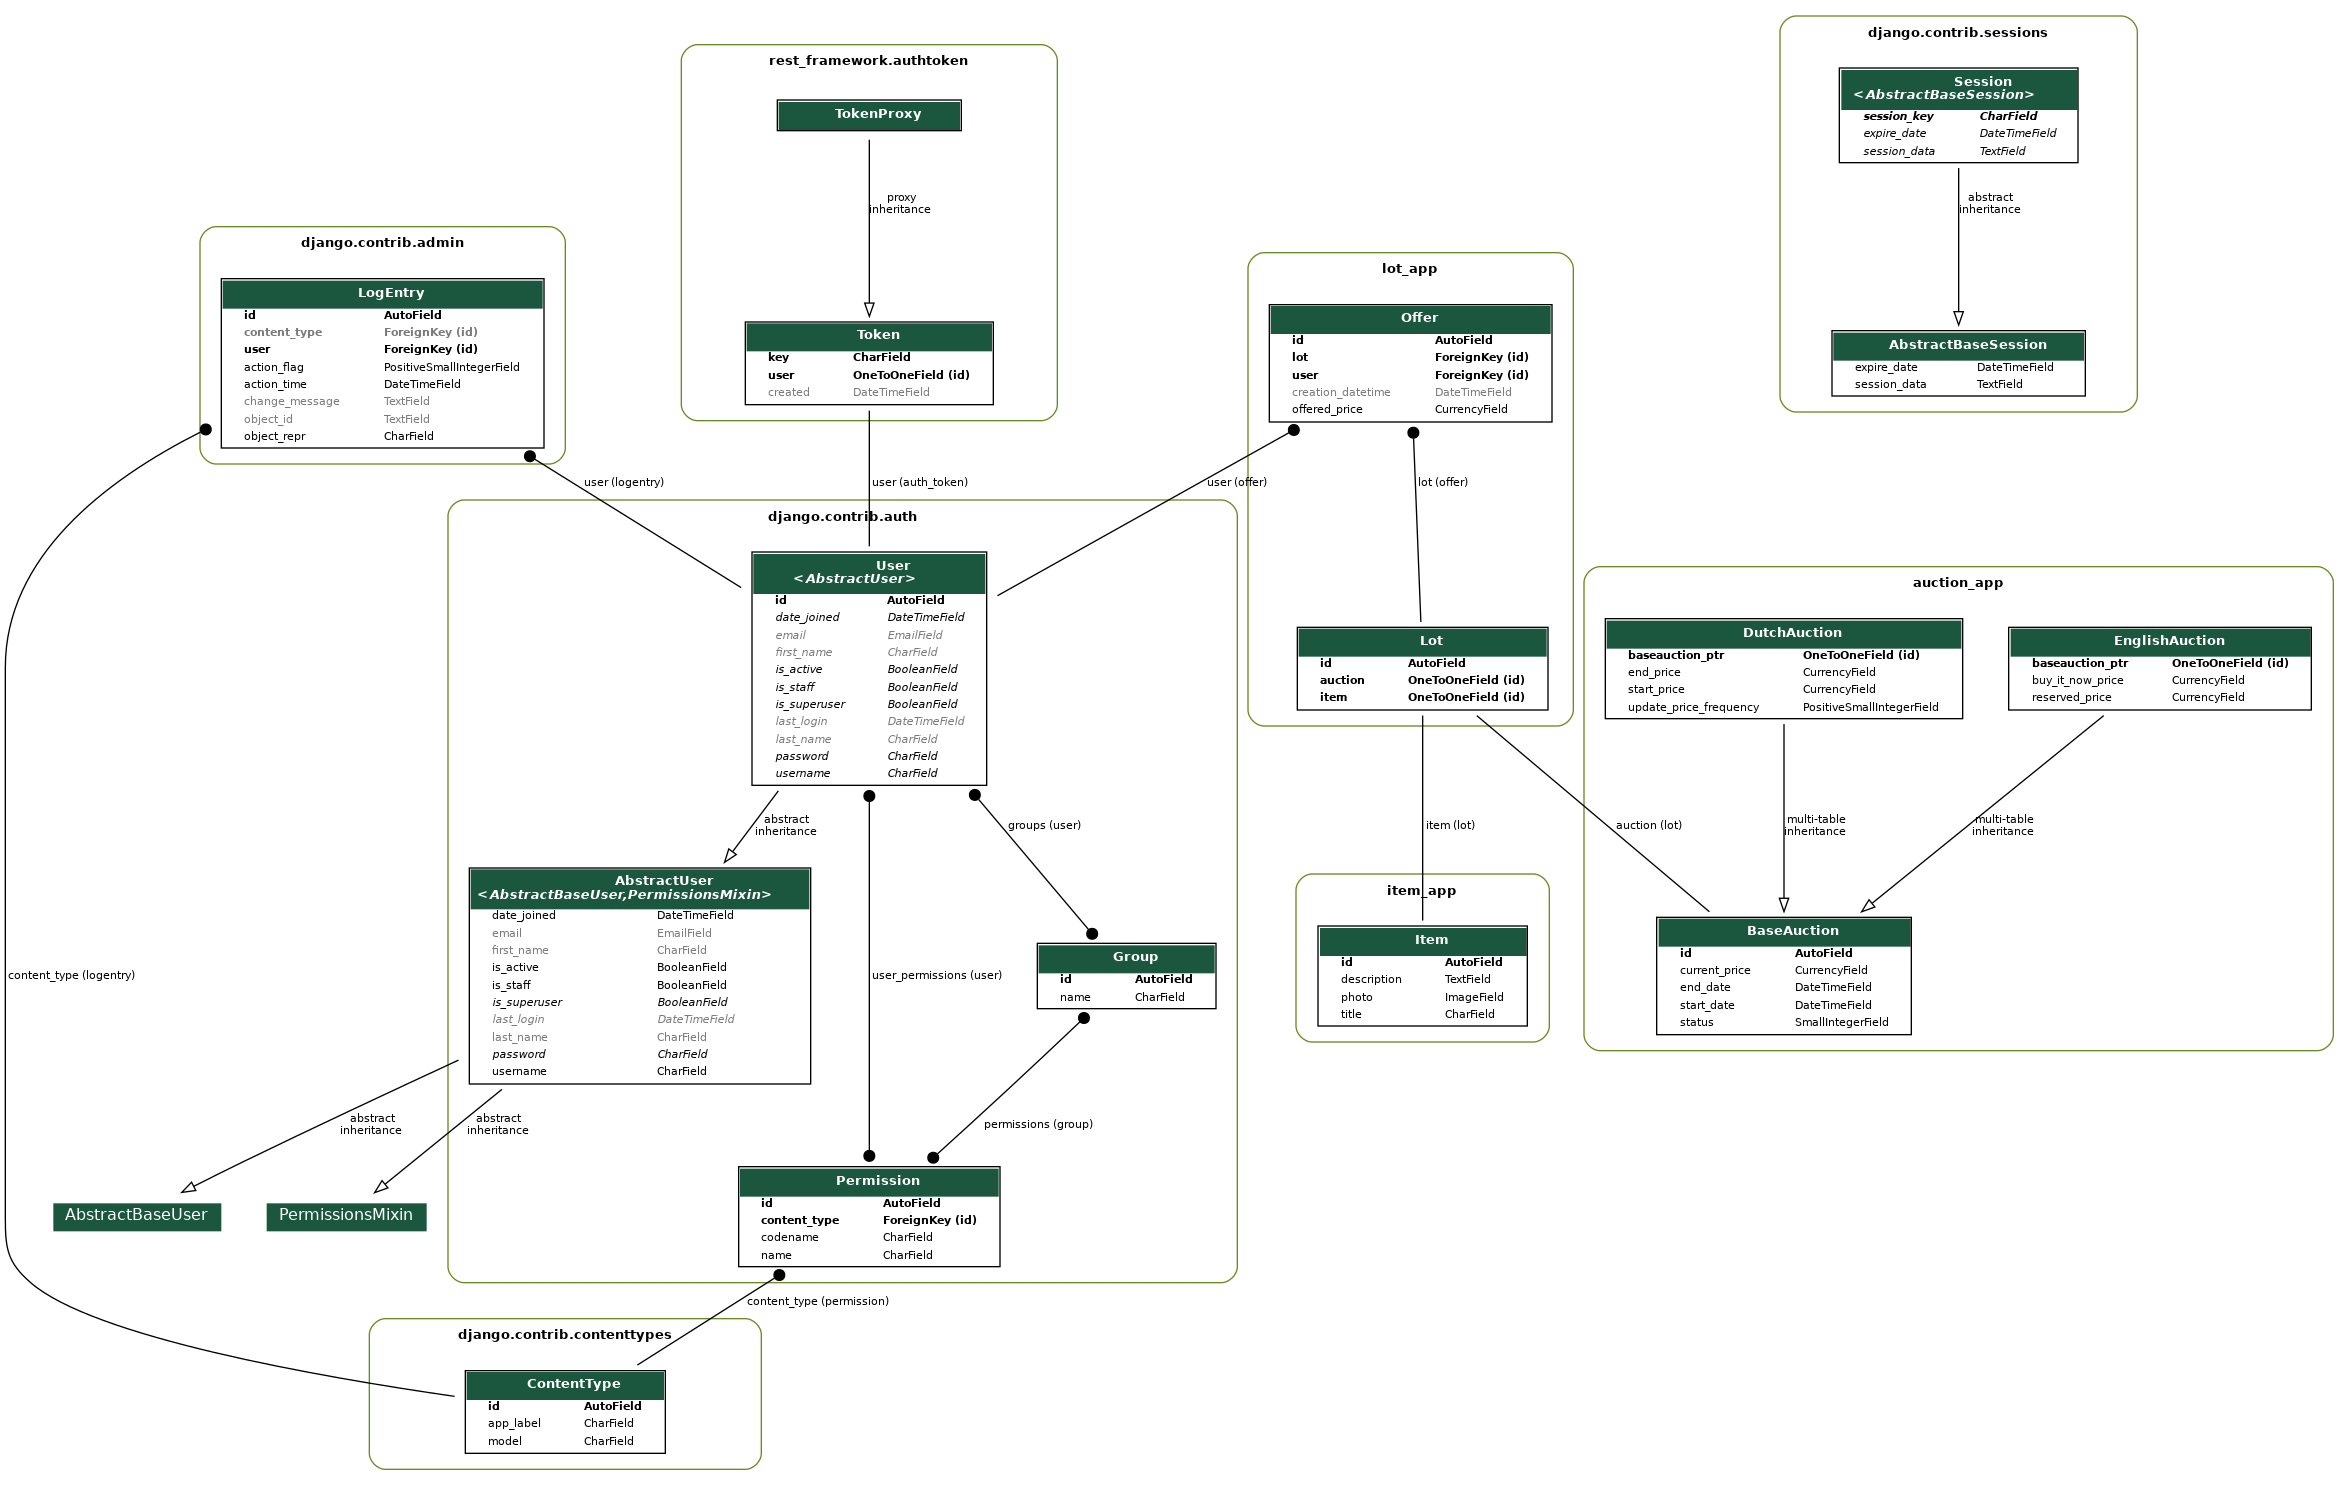 django.contrib.sessions
Session
<AbstractBaseSession>
session_key CharField
expire_date DateTimeField
session_data TextField
abstract
inheritance
AbstractBaseSession
expire_date DateTimeField
session_data TextField
rest_framework.authtoken
TokenProxy
proxy
inheritance
Token
key CharField
user OneToOneField (id)
created DateTimeField
django.contrib.admin
LogEntry
id AutoField
content_type ForeignKey (id)
user ForeignKey (id)
action_flag PositiveSmallIntegerField
action_time DateTimeField
change_message TextField
object_id TextField
object_repr CharField
lot_app
Offer
id AutoField
lot ForeignKey (id)
user ForeignKey (id)
creation_datetime DateTimeField
offered_price CurrencyField
user (logentry)
user (auth_token)
user (offer)
lot (offer)
Lot
id AutoField
auction OneToOneField (id)
item OneToOneField (id)
django.contrib.auth
User
<AbstractUser>
id AutoField
date_joined DateTimeField
email EmailField
first_name CharField
is_active BooleanField
is_staff BooleanField
is_superuser BooleanField
last_login DateTimeField
last_name CharField
password CharField
username CharField
auction_app
DutchAuction
baseauction_ptr OneToOneField (id)
end_price CurrencyField
start_price CurrencyField
update_price_frequency PositiveSmallIntegerField
EnglishAuction
baseauction_ptr OneToOneField (id)
buy_it_now_price CurrencyField
reserved_price CurrencyField
abstract
inheritance
groups (user)
item (lot)
auction (lot)
multi-table
inheritance
multi-table
inheritance
AbstractUser
<AbstractBaseUser,PermissionsMixin>
date_joined DateTimeField
email EmailField
first_name CharField
is_active BooleanField
is_staff BooleanField
is_superuser BooleanField
last_login DateTimeField
last_name CharField
password CharField
username CharField
content_type (logentry)
user_permissions (user)
Group
id AutoField
name CharField
item_app
Item
id AutoField
description TextField
photo ImageField
title CharField
BaseAuction
id AutoField
current_price CurrencyField
end_date DateTimeField
start_date DateTimeField
status SmallIntegerField
abstract
inheritance
abstract
inheritance
permissions (group)
AbstractBaseUser
PermissionsMixin
Permission
id AutoField
content_type ForeignKey (id)
codename CharField
name CharField
content_type (permission)
django.contrib.contenttypes
ContentType
id AutoField
app_label CharField
model CharField